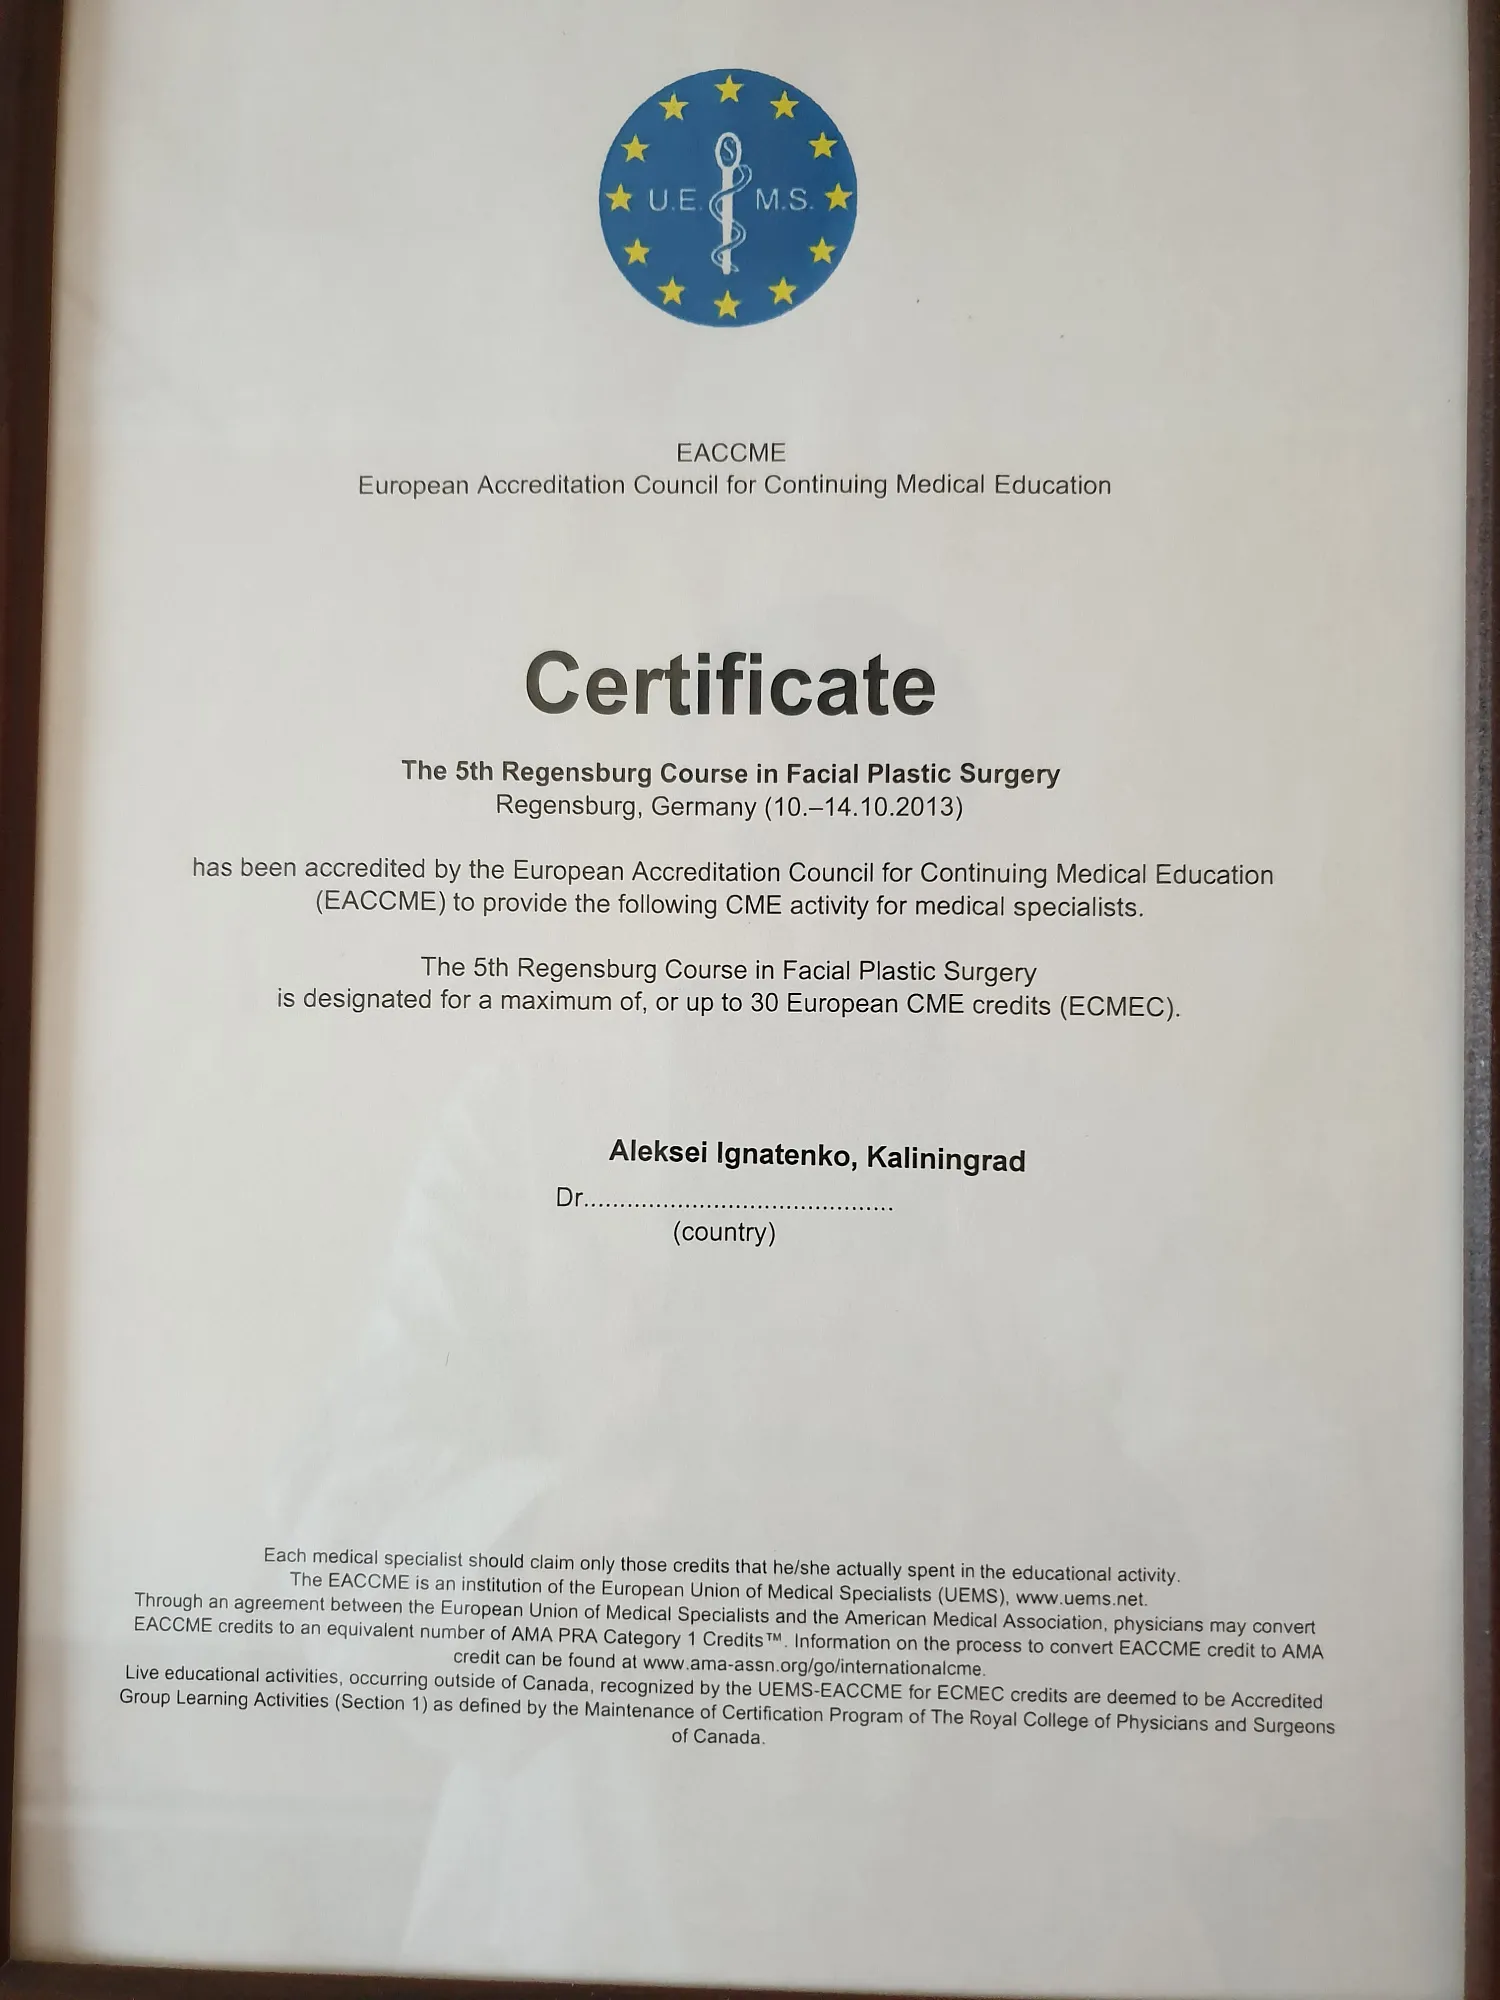 U.E. M.S.
EACCME
European Accreditation Council for Continuing Medical Education
Certificate
The 5th Regensburg Course in Facial Plastic Surgery
Regensburg, Germany (10.–14.10.2013)
has been accredited by the European Accreditation Council for Continuing Medical Education
(EACCME) to provide the following CME activity for medical specialists.
The 5th Regensburg Course in Facial Plastic Surgery
is designated for a maximum of, or up to 30 European CME credits (ECMEC).
Aleksei Ignatenko, Kaliningrad
Dr...........................................
(country)
Each medical specialist should claim only those credits that he/she actually spent in the educational activity.
The EACCME is an institution of the European Union of Medical Specialists (UEMS), www.uems.net.
Through an agreement between the European Union of Medical Specialists and the American Medical Association, physicians may convert
EACCME credits to an equivalent number of AMA PRA Category 1 Credits™. Information on the process to convert EACCME credit to AMA
credit can be found at www.ama-assn.org/go/internationalcme.
Live educational activities, occurring outside of Canada, recognized by the UEMS-EACCME for ECMEC credits are deemed to be Accredited
Group Learning Activities (Section 1) as defined by the Maintenance of Certification Program of The Royal College of Physicians and Surgeons
of Canada.